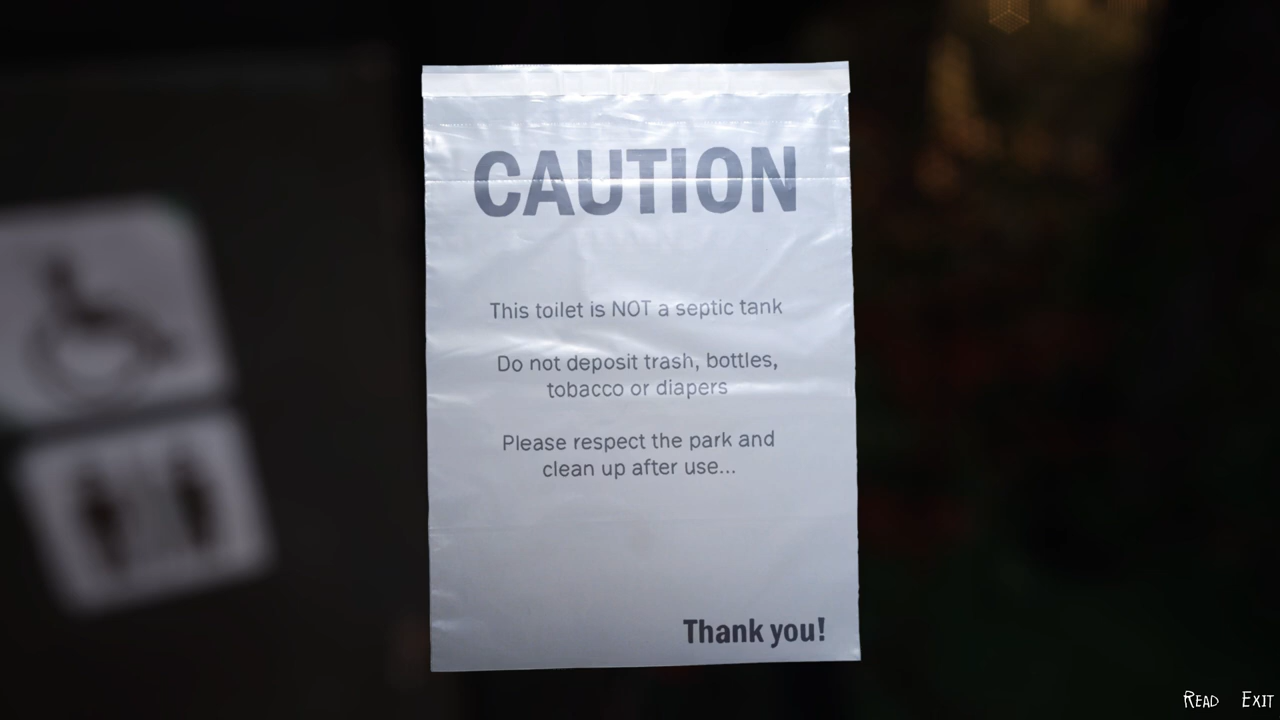 CAUTION
This toilet is NOT a septic tank
Do not deposit trash, bottles,
tobacco or diapers
Please respect the park and
clean up after use...
Thank you!
READ EXIT